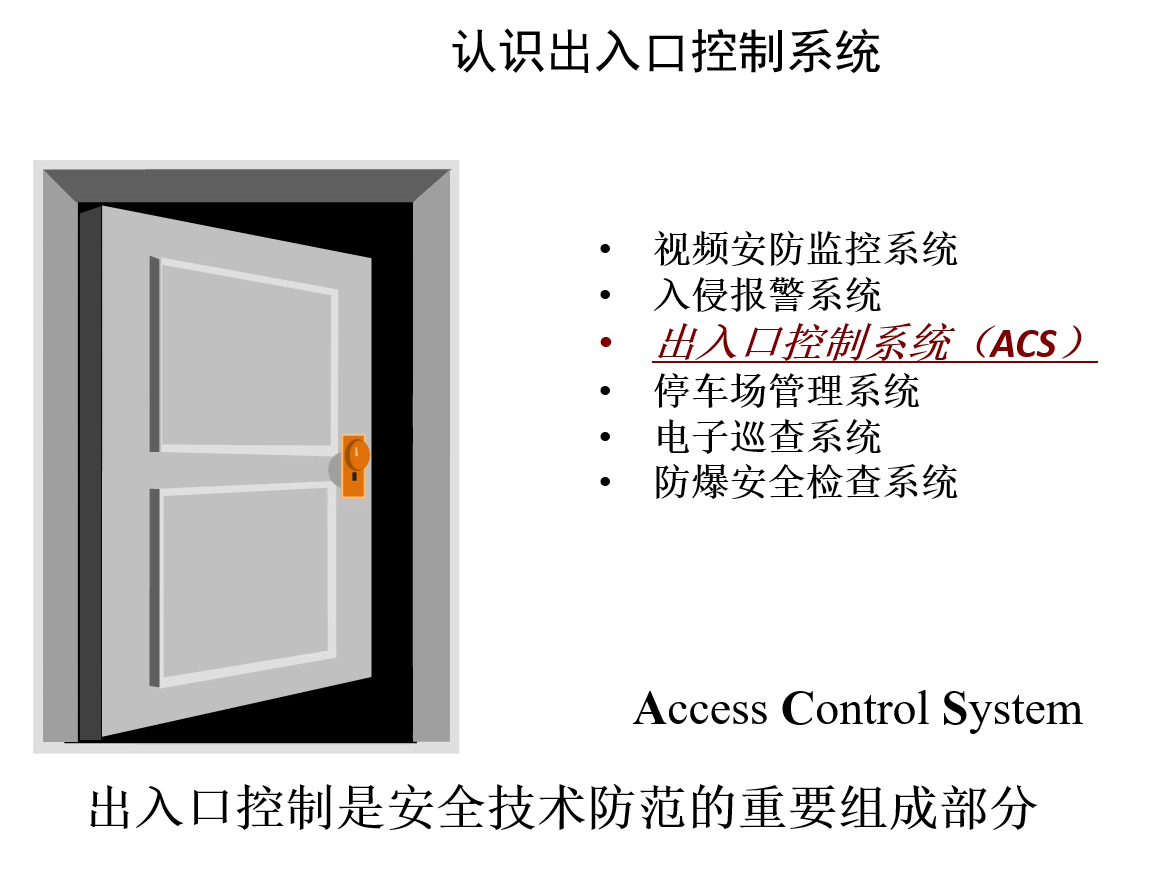 认识出入口控制系统
• 视频安防监控系统
• 入侵报警系统
• 出入口控制系统（ACS）
• 停车场管理系统
• 电子巡查系统
• 防爆安全检查系统
Access Control System
出入口控制是安全技术防范的重要组成部分